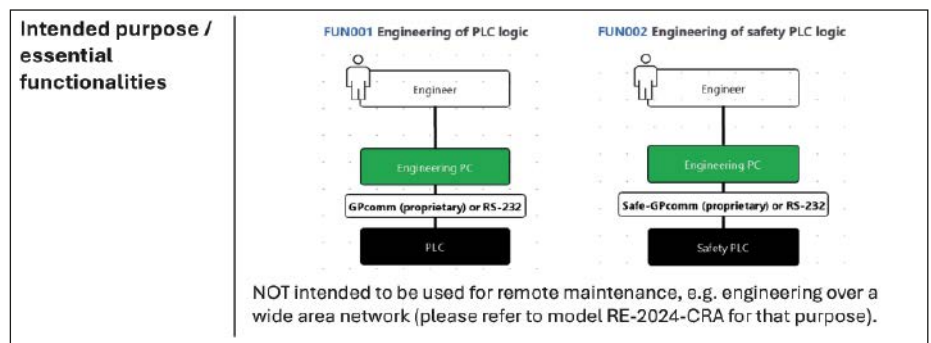 Intended purpose /
essential
functionalities
FUN001 Engineering of PLC logic
Engineer
Engineering PC
GPcomm (proprietary) or RS-232
PLC
FUN002 Engineering of safety PLC logic
Engineer
Engineering PC
Safe-GPcomm (proprietary) or RS-232
Safety PLC
NOT intended to be used for remote maintenance, e.g. engineering over a
wide area network (please refer to model RE-2024-CRA for that purpose).